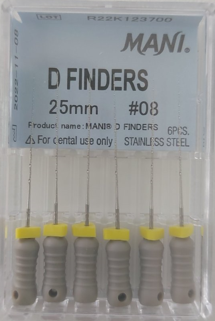 LOT R22K123700
MANI®
2022-11-08
D FINDERS
25mm #08
Product name: MANI® D FINDERS
6PCS.
⚠ For dental use only STAINLESS STEEL